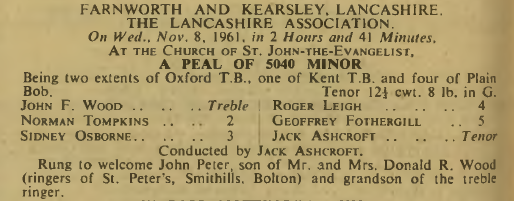 FARNWORTH AND KEARSLEY, LANCASHIRE.
THE LANCASHIRE ASSOCIATION.
On Wed., Nov. 8, 1961, in 2 Hours and 41 Minutes,
AT THE CHURCH OF ST. JOHN-THE-EVANGELIST,
A PEAL OF 5040 MINOR
Being two extents of Oxford T.B., one of Kent T.B. and four of Plain
Bob. Tenor 12½ cwt. 8 lb. in G.
JOHN F. WOOD .. .. .. Treble | ROGER LEIGH .. .. .. .. 4
NORMAN TOMPKINS .. .. 2 | GEOFFREY FOTHERGILL .. 5
SIDNEY OSBORNE.. .. .. 3 | JACK ASHCROFT .. .. .. Tenor
Conducted by JACK ASHCROFT.
Rung to welcome John Peter, son of Mr. and Mrs. Donald R. Wood
(ringers of St. Peter's, Smithills, Bolton) and grandson of the treble
ringer.